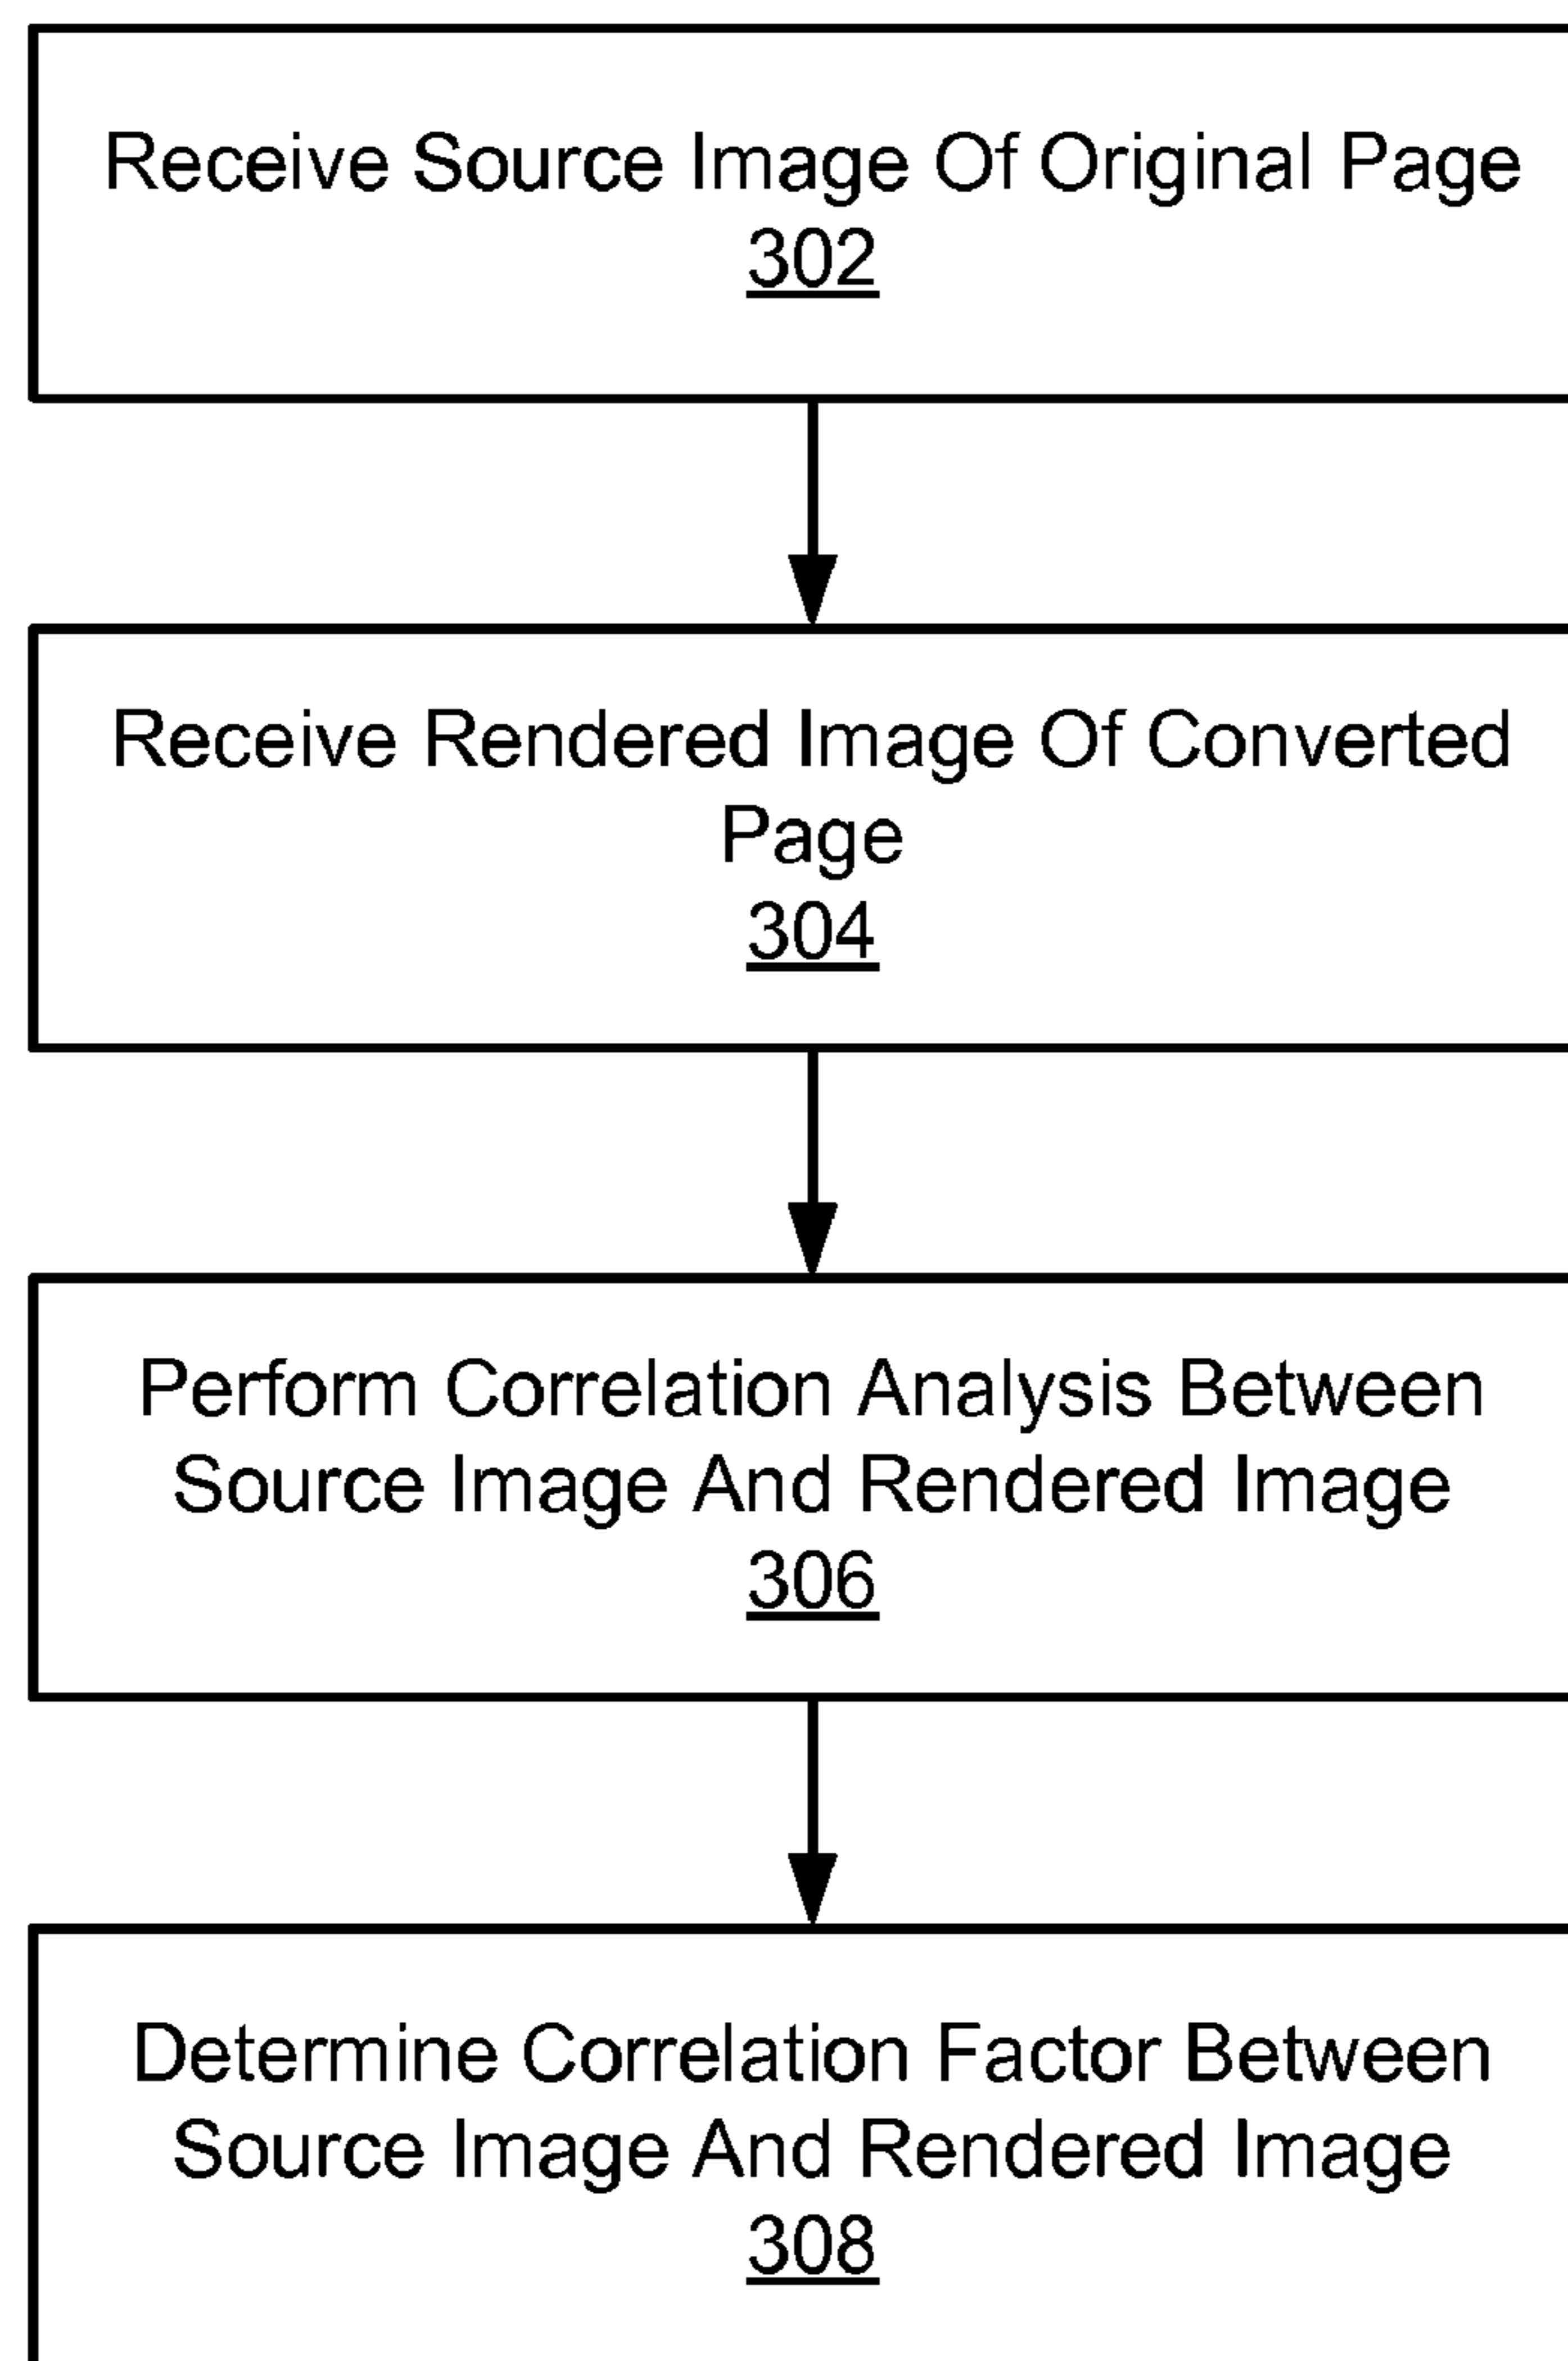 Receive Source Image Of Original Page
302
Receive Rendered Image Of Converted
Page
304
Perform Correlation Analysis Between
Source Image And Rendered Image
306
Determine Correlation Factor Between
Source Image And Rendered Image
308